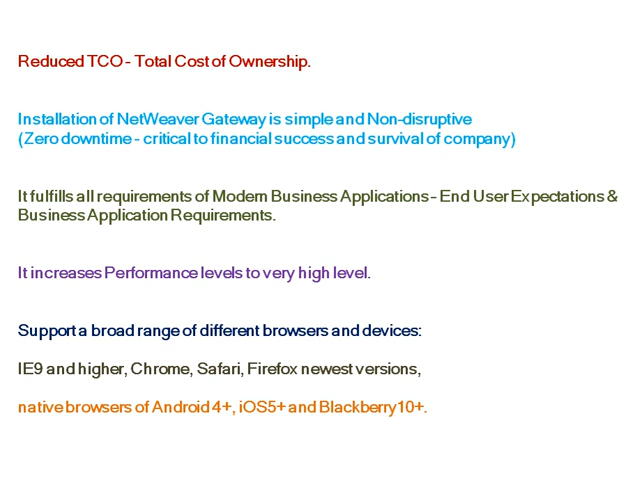 Reduced TCO - Total Cost of Ownership.
Installation of NetWeaver Gateway is simple and Non-disruptive
(Zero downtime - critical to financial success and survival of company)
It fulfills all requirements of Modern Business Applications – End User Expectations &
Business Application Requirements.
It increases Performance levels to very high level.
Support a broad range of different browsers and devices:
IE9 and higher, Chrome, Safari, Firefox newest versions,
native browsers of Android 4+, iOS5+ and Blackberry10+.